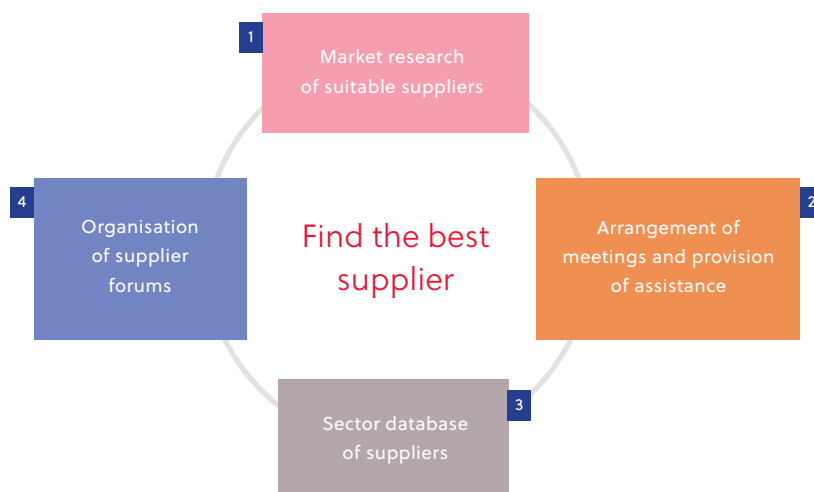 1
Market research
of suitable suppliers
4
Organisation
of supplier
forums
Find the best
supplier
2
Arrangement of
meetings and provision
of assistance
3
Sector database
of suppliers